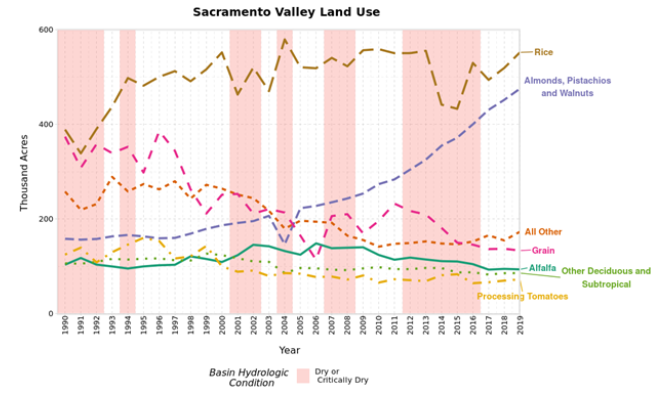 Sacramento Valley Land Use
600
400
200
0
Thousand Acres
Rice
Almonds, Pistachios
and Walnuts
All Other
Grain
Alfalfa
Other Deciduous and
Subtropical
Processing Tomatoes
1990
1991
1992
1993
1994
1995
1996
1997
1998
1999
2000
2001
2002
2003
2004
2005
2006
2007
2008
2009
2010
2011
2012
2013
2014
2015
2016
2017
2018
2019
Year
Basin Hydrologic
Condition
Dry or
Critically Dry